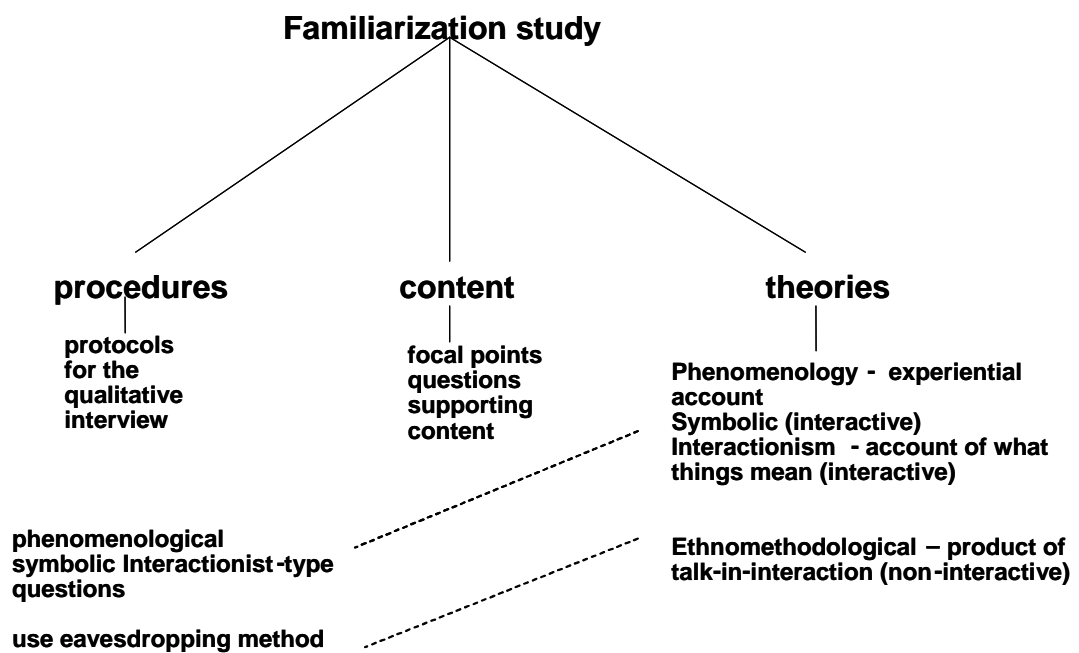 Familiarization study
procedures
protocols
for the
qualitative
interview
content
focal points
questions
supporting
content
theories
Phenomenology - experiential
account
Symbolic (interactive)
Interactionism - account of what
things mean (interactive)
phenomenological
symbolic Interactionist-type
questions
Ethnomethodological – product of
talk-in-interaction (non-interactive)
use eavesdropping method